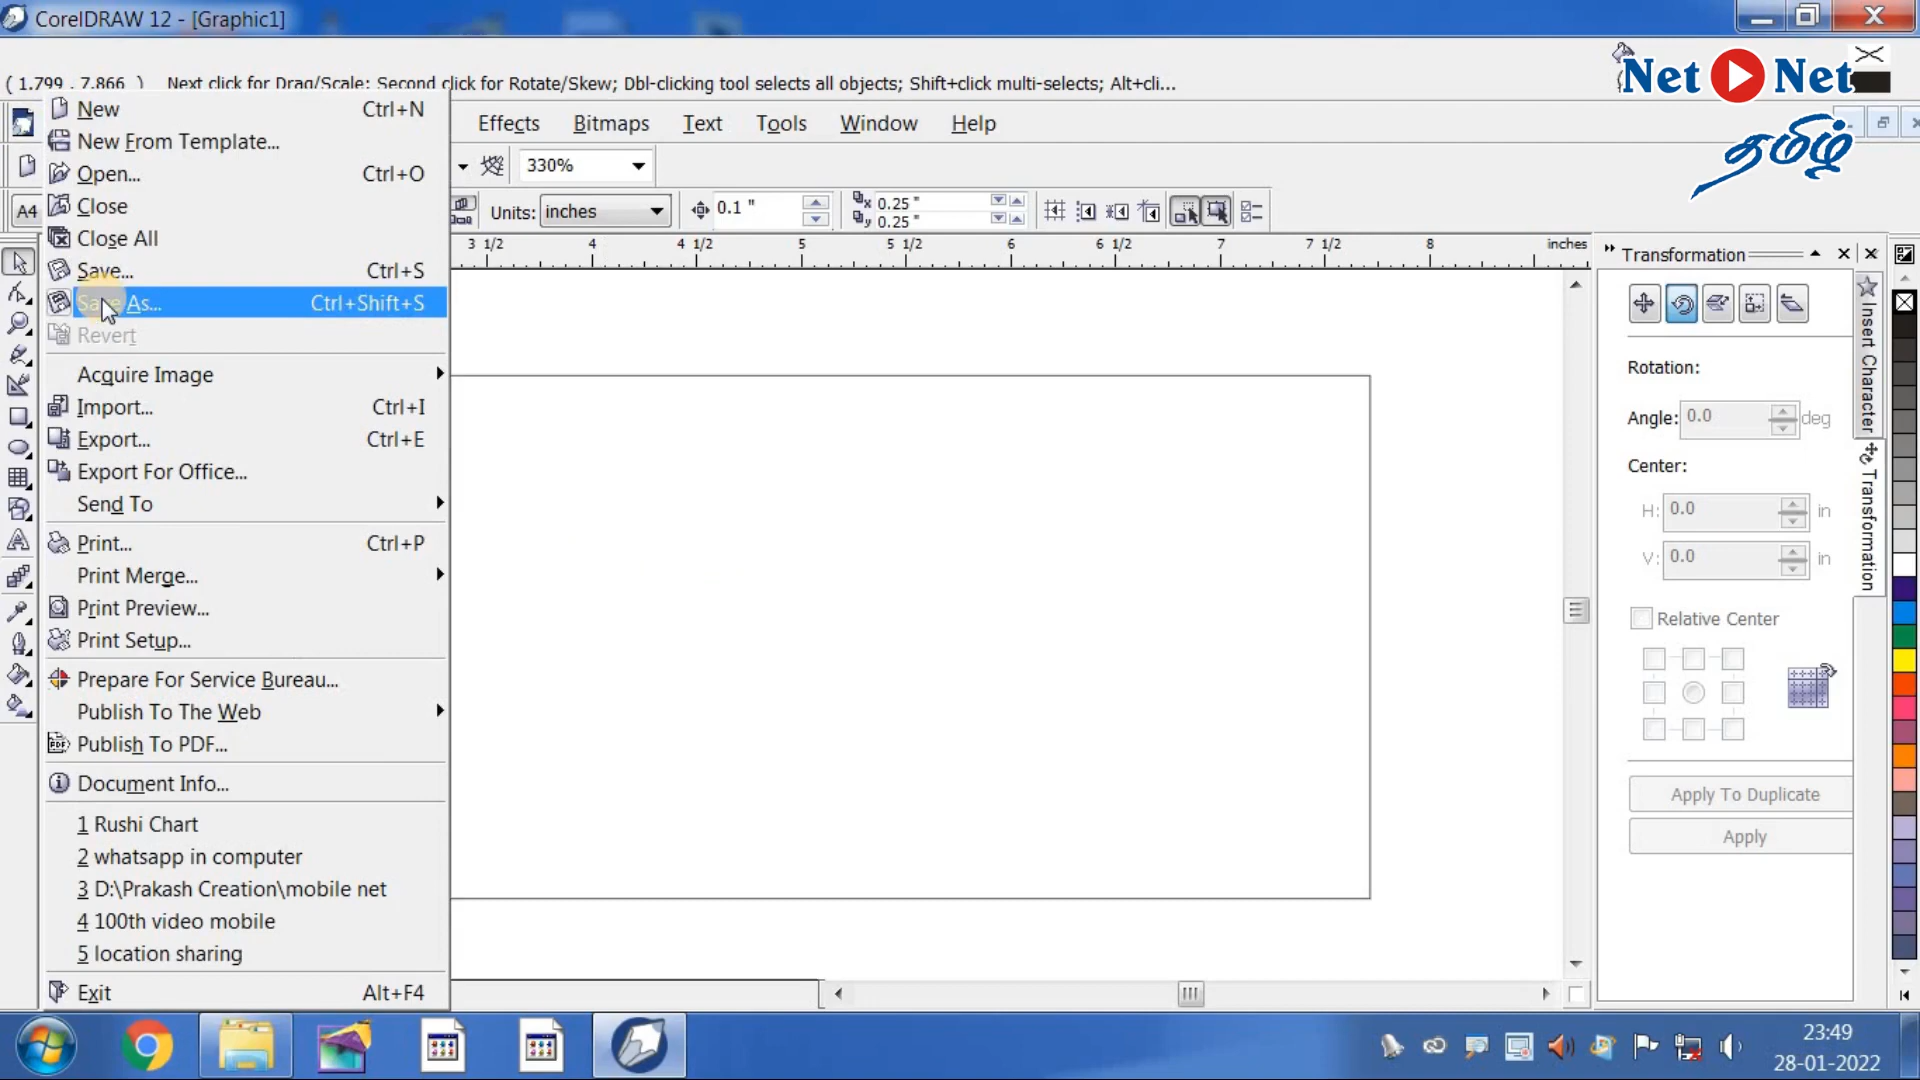 CorelDRAW 12 - [Graphic1]
( 1.799 , 7.866 ) Next click for Drag/Scale; Second click for Rotate/Skew; Dbl-clicking tool selects all objects; Shift+click multi-selects; Alt+cli...
Net Net
தமிழ்
Effects Bitmaps Text Tools Window Help
330%
A4
Units: inches
0.1 "
x 0.25 "
y 0.25 "
3 1/2 4 4 1/2 5 5 1/2 6 6 1/2 7 7 1/2 8 inches
New Ctrl+N
New From Template...
Open... Ctrl+O
Close
Close All
Save... Ctrl+S
Save As... Ctrl+Shift+S
Revert
Acquire Image
Import... Ctrl+I
Export... Ctrl+E
Export For Office...
Send To
Print... Ctrl+P
Print Merge...
Print Preview...
Print Setup...
Prepare For Service Bureau...
Publish To The Web
PDF Publish To PDF...
Document Info...
1 Rushi Chart
2 whatsapp in computer
3 D:\Prakash Creation\mobile net
4 100th video mobile
5 location sharing
Exit Alt+F4
Transformation
Rotation:
Angle: 0.0 deg
Center:
H: 0.0 in
V: 0.0 in
Relative Center
Apply To Duplicate
Apply
Insert Character
Transformation
23:49
28-01-2022